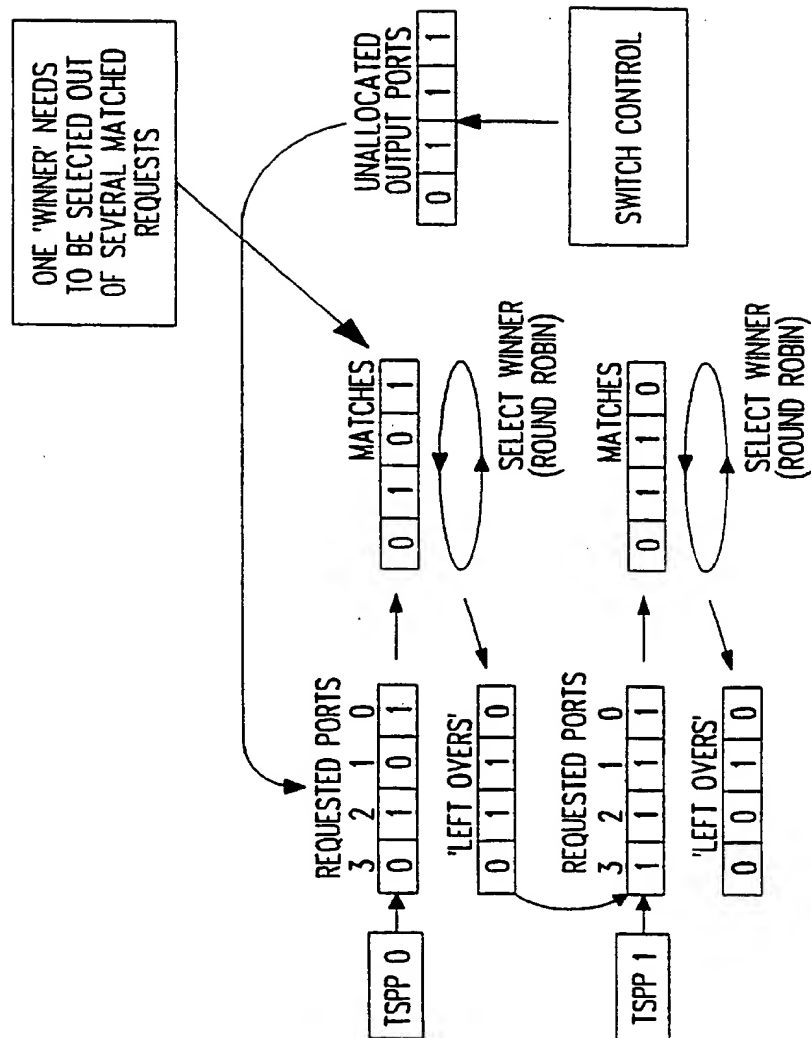 ONE 'WINNER' NEEDS
TO BE SELECTED OUT
OF SEVERAL MATCHED
REQUESTS
UNALLOCATED
OUTPUT PORTS
0 1 1 1
SWITCH CONTROL
MATCHES
0 1 0 1
SELECT WINNER
(ROUND ROBIN)
REQUESTED PORTS
3 2 1 0
TSPP 0
0 1 0 1
'LEFT OVERS'
0 1 1 0
MATCHES
0 1 1 0
SELECT WINNER
(ROUND ROBIN)
REQUESTED PORTS
3 2 1 0
TSPP 1
1 1 1 1
'LEFT OVERS'
0 0 1 0